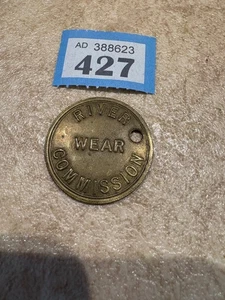 AD 388623
427
RIVER
WEAR
COMMISSION